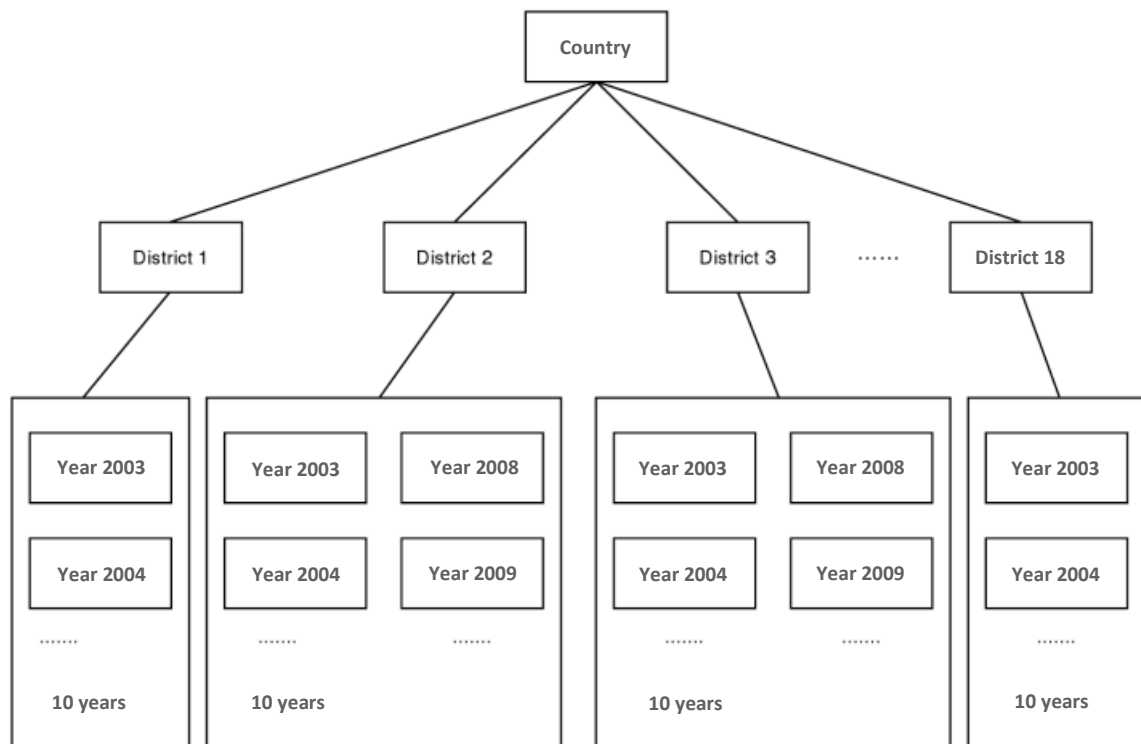 Country
District 1
District 2
District 3
......
District 18
Year 2003
Year 2003
Year 2008
Year 2003
Year 2008
Year 2003
Year 2004
Year 2004
Year 2009
Year 2004
Year 2009
Year 2004
.......
.......
.......
.......
.......
.......
10 years
10 years
10 years
10 years